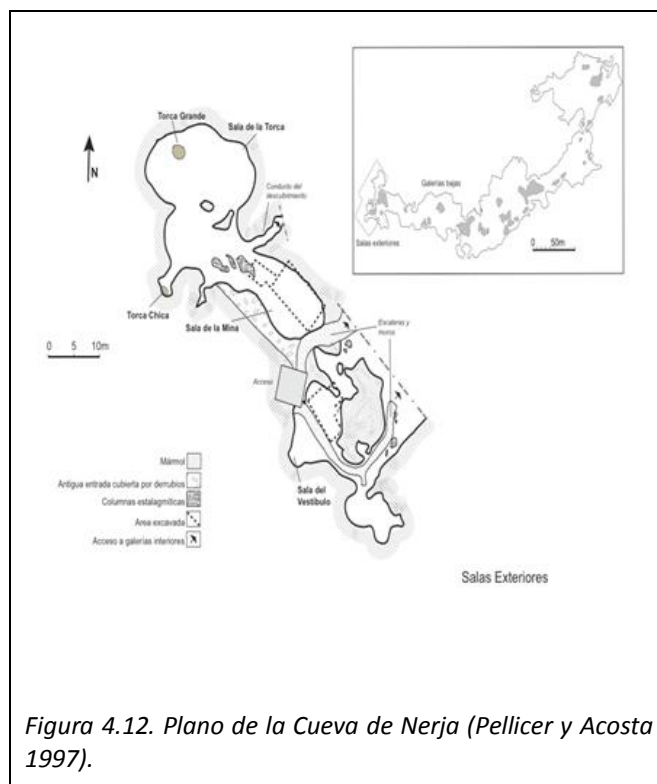 Torca Grande
Sala de la Torca
N
Conducto del
descubrimiento
Galerías bajas
Salas exteriores
0 50m
Torca Chica
Sala de la Mina
Escaleras y
muros
0 5 10m
Acceso
Mármol
Antigua entrada cubierta por derrubios
Columnas estalagmíticas
Area excavada
Acceso a galerías interiores
Sala del
Vestíbulo
Salas Exteriores
Figura 4.12. Plano de la Cueva de Nerja (Pellicer y Acosta
1997).